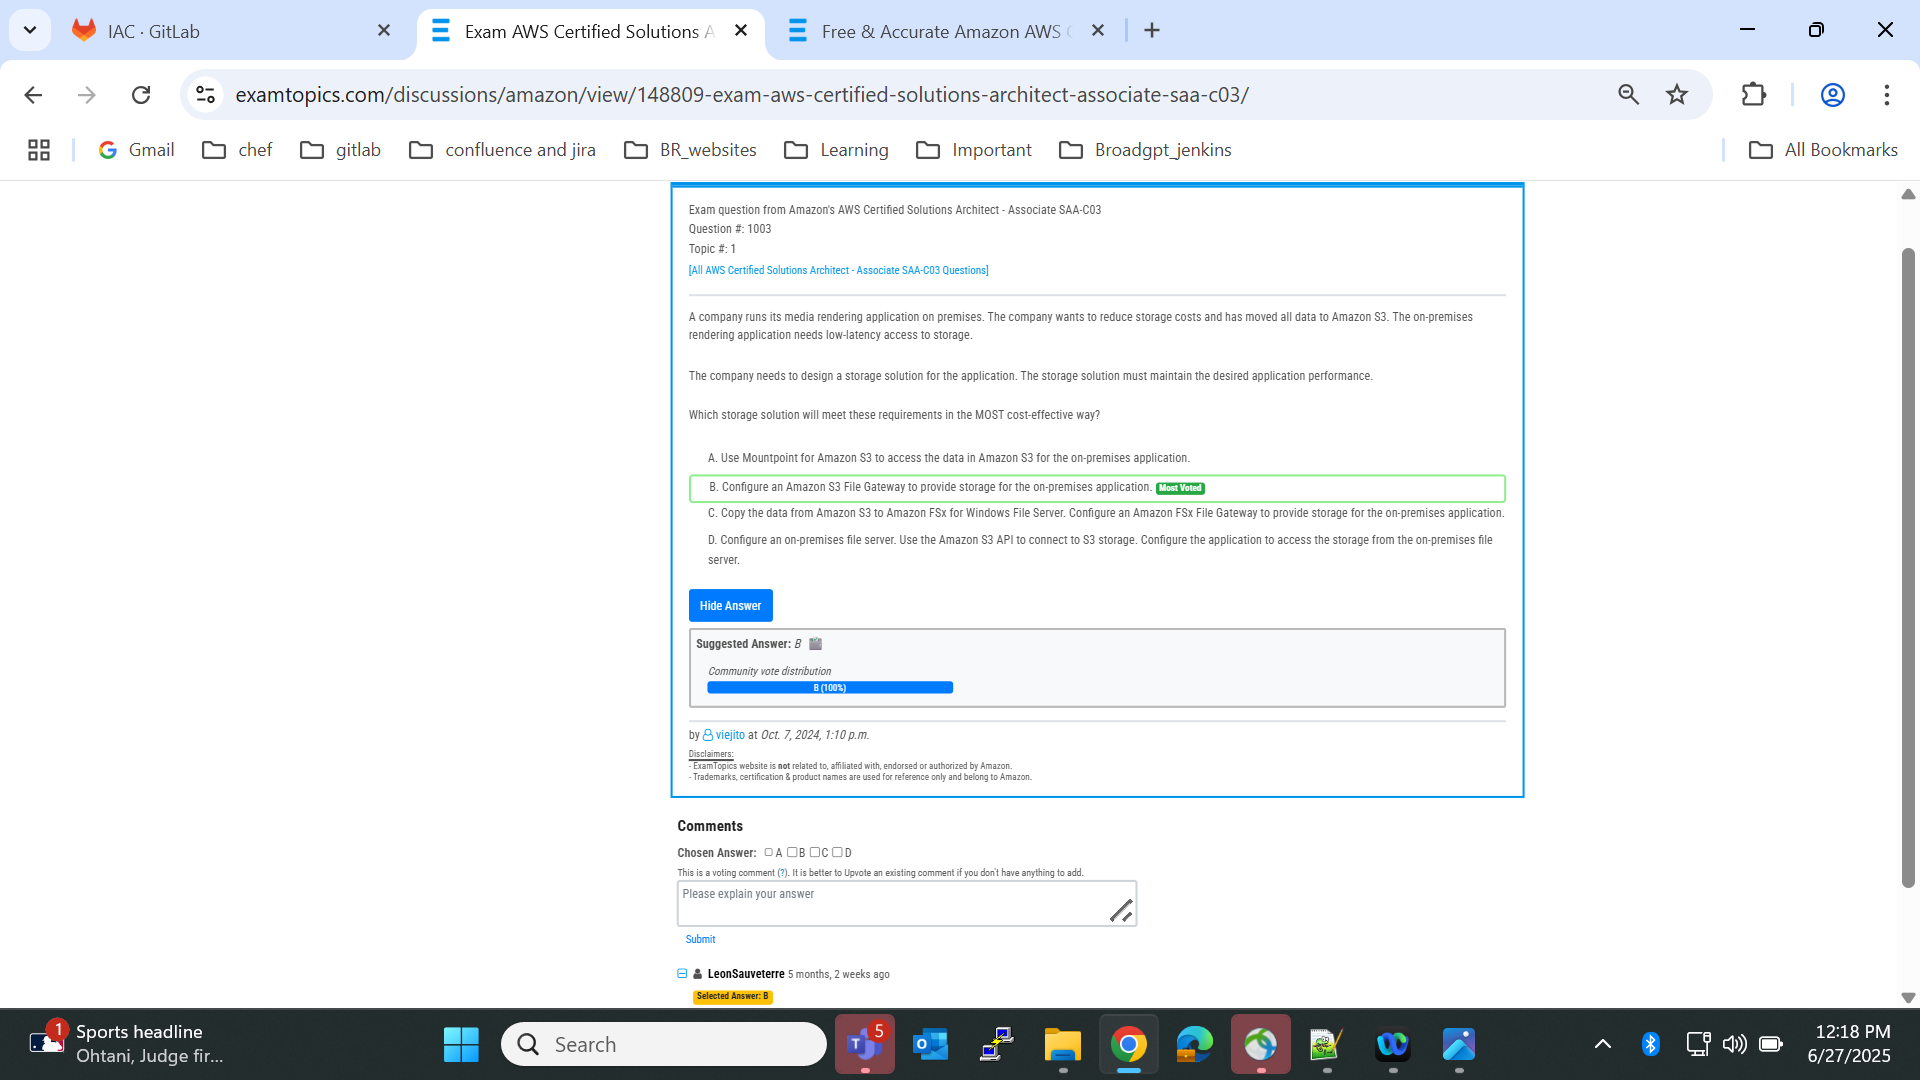 IAC · GitLab
Exam AWS Certified Solutions A
Free & Accurate Amazon AWS C
examtopics.com/discussions/amazon/view/148809-exam-aws-certified-solutions-architect-associate-saa-c03/
Gmail
chef
gitlab
confluence and jira
BR_websites
Learning
Important
Broadgpt_jenkins
All Bookmarks
Exam question from Amazon's AWS Certified Solutions Architect - Associate SAA-C03
Question #: 1003
Topic #: 1
[All AWS Certified Solutions Architect - Associate SAA-C03 Questions]
A company runs its media rendering application on premises. The company wants to reduce storage costs and has moved all data to Amazon S3. The on-premises
rendering application needs low-latency access to storage.
The company needs to design a storage solution for the application. The storage solution must maintain the desired application performance.
Which storage solution will meet these requirements in the MOST cost-effective way?
A. Use Mountpoint for Amazon S3 to access the data in Amazon S3 for the on-premises application.
B. Configure an Amazon S3 File Gateway to provide storage for the on-premises application. Most Voted
C. Copy the data from Amazon S3 to Amazon FSx for Windows File Server. Configure an Amazon FSx File Gateway to provide storage for the on-premises application.
D. Configure an on-premises file server. Use the Amazon S3 API to connect to S3 storage. Configure the application to access the storage from the on-premises file
server.
Hide Answer
Suggested Answer: B
Community vote distribution
B (100%)
by viejito at Oct. 7, 2024, 1:10 p.m.
Disclaimers:
- ExamTopics website is not related to, affiliated with, endorsed or authorized by Amazon.
- Trademarks, certification & product names are used for reference only and belong to Amazon.
Comments
Chosen Answer: A B C D
This is a voting comment (?). It is better to Upvote an existing comment if you don't have anything to add.
Please explain your answer
Submit
LeonSauveterre 5 months, 2 weeks ago
Selected Answer: B
1
Sports headline
Ohtani, Judge fir...
Search
5
12:18 PM
6/27/2025